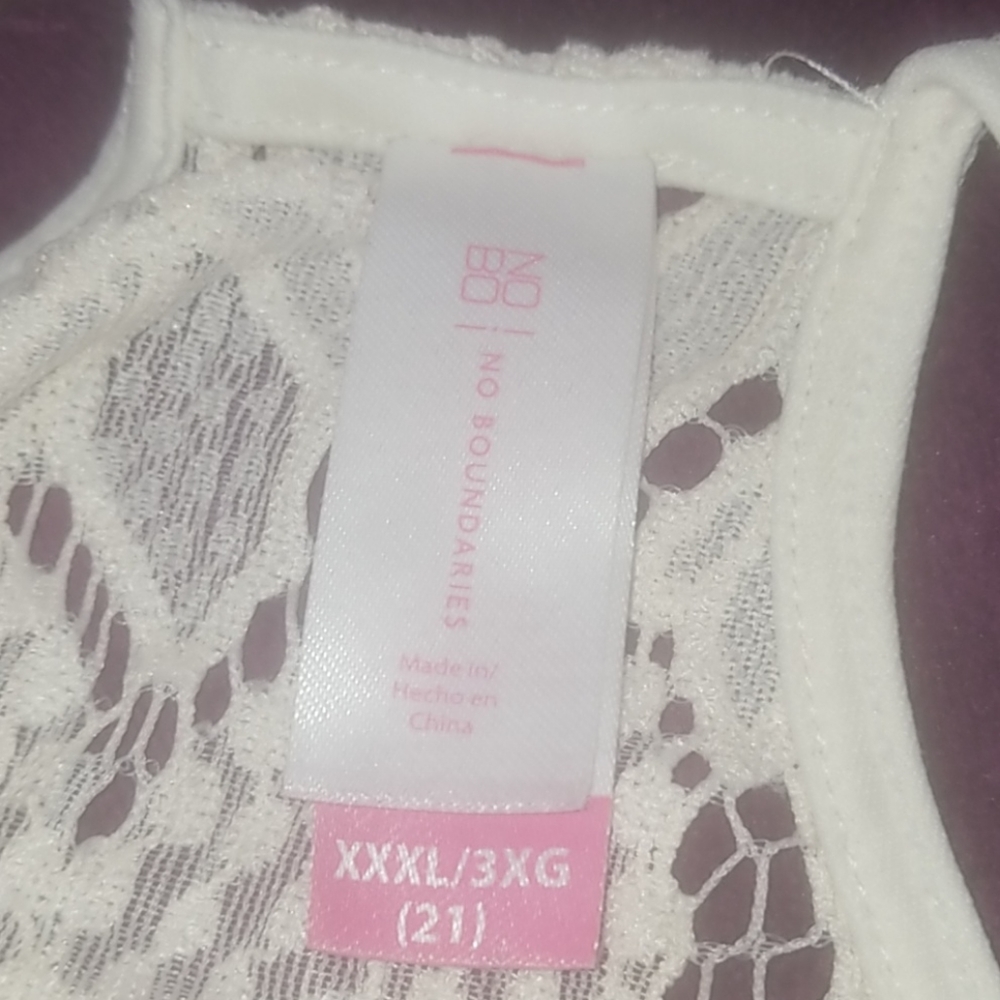 NO
BO
| NO BOUNDARIES
Made in/
Hecho en
China
XXXL/3XG
(21)